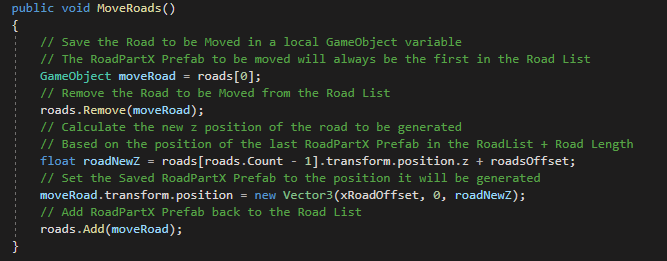 public void MoveRoads()
{
// Save the Road to be Moved in a local GameObject variable
// The RoadPartX Prefab to be moved will always be the first in the Road List
GameObject moveRoad = roads[0];
// Remove the Road to be Moved from the Road List
roads.Remove(moveRoad);
// Calculate the new z position of the road to be generated
// Based on the position of the last RoadPartX Prefab in the RoadList + Road Length
float roadNewZ = roads[roads.Count - 1].transform.position.z + roadsOffset;
// Set the Saved RoadPartX Prefab to the position it will be generated
moveRoad.transform.position = new Vector3(xRoadOffset, 0, roadNewZ);
// Add RoadPartX Prefab back to the Road List
roads.Add(moveRoad);
}